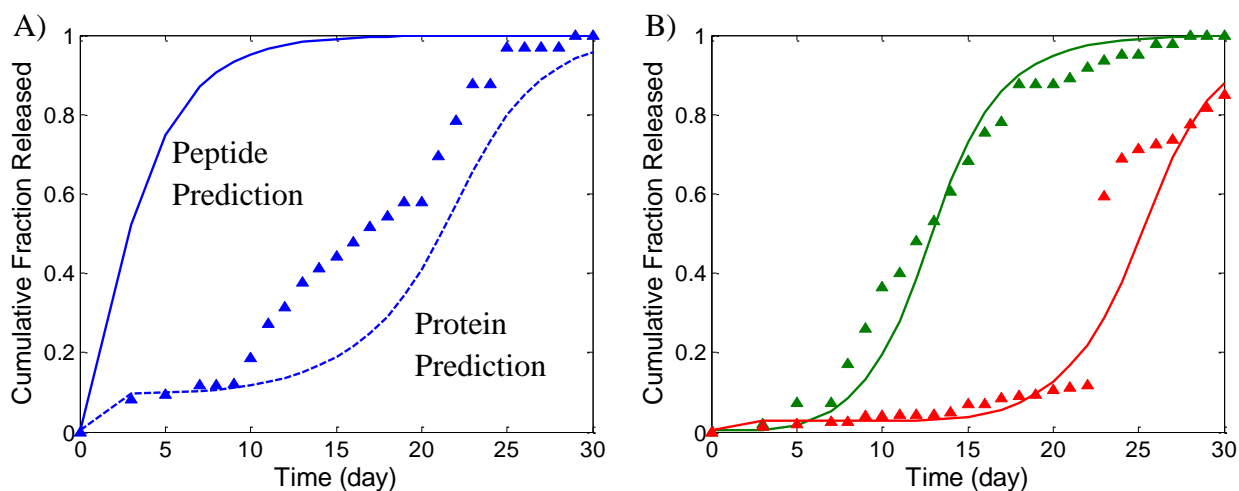 A)
Cumulative Fraction Released
1
0.8
0.6
0.4
0.2
0
Peptide
Prediction
Protein
Prediction
0 5 10 15 20 25 30
Time (day)
B)
Cumulative Fraction Released
1
0.8
0.6
0.4
0.2
0
0 5 10 15 20 25 30
Time (day)